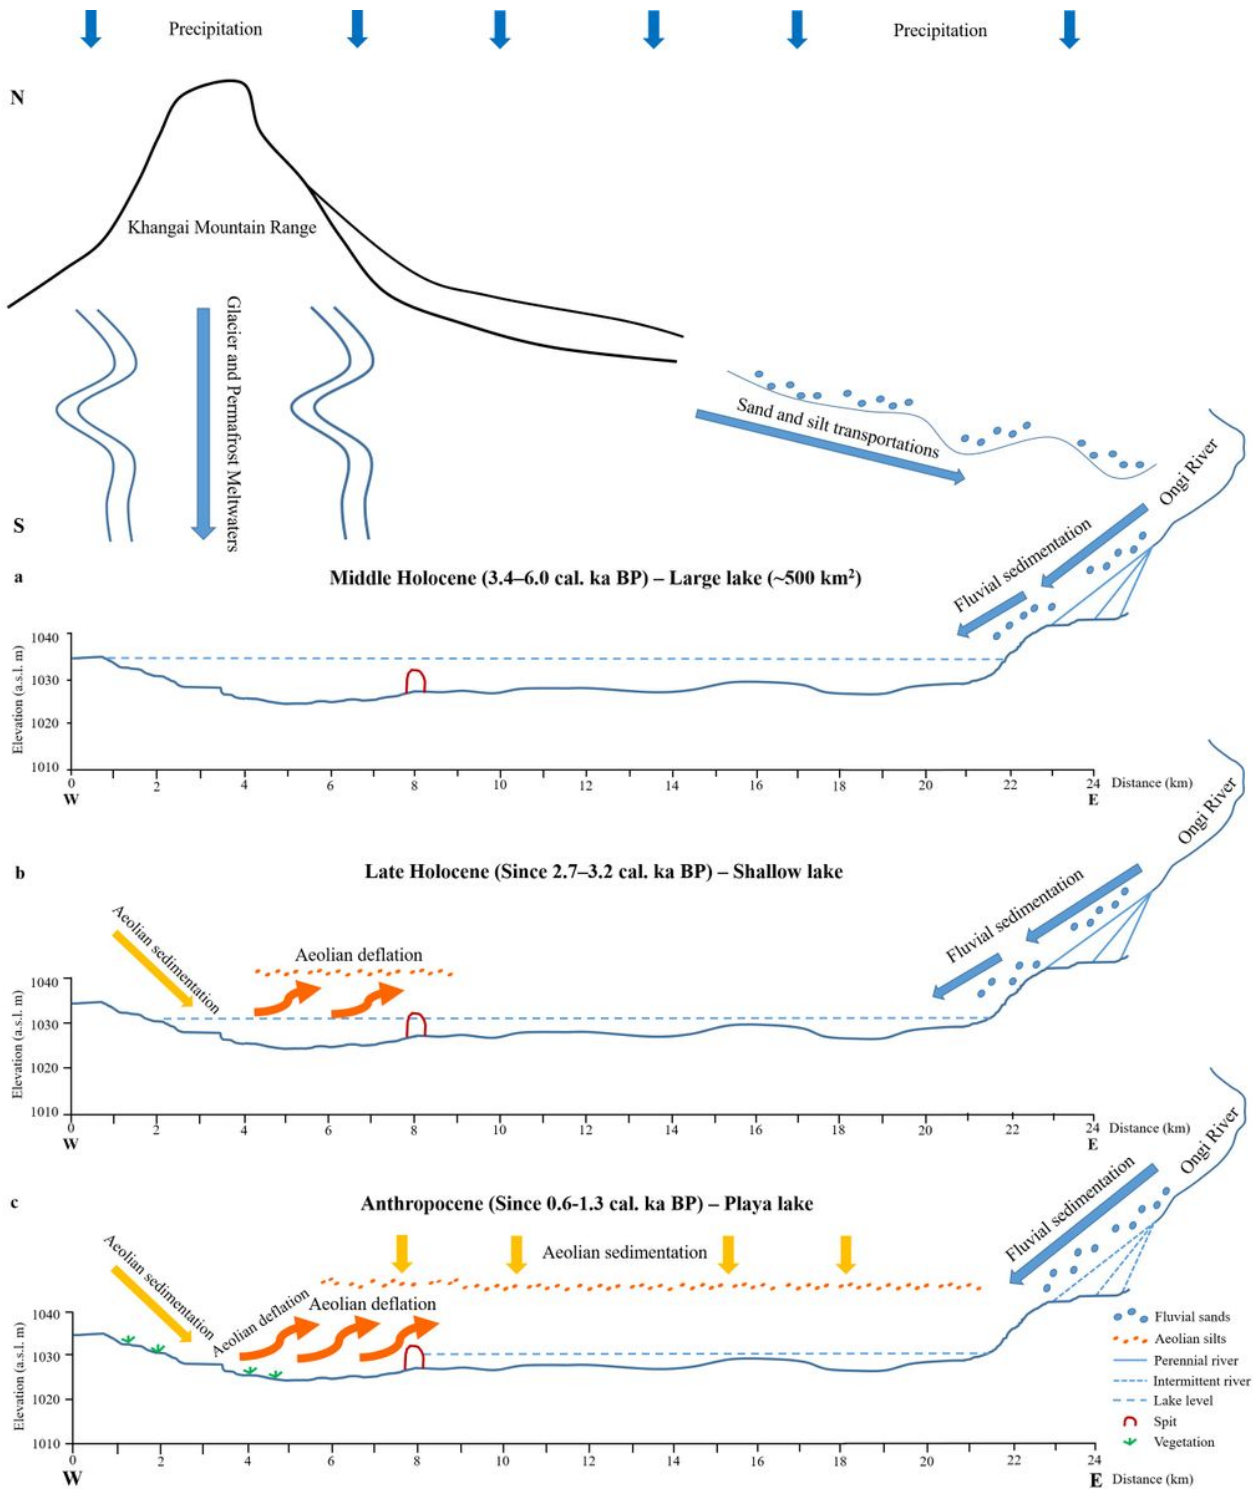 Precipitation
Precipitation
N
Khangai Mountain Range
Glacier and Permafrost Meltwaters
Sand and silt transportations
Ongi River
S
Fluvial sedimentation
a
Middle Holocene (3.4–6.0 cal. ka BP) – Large lake (~500 km²)
Elevation (a.s.l. m)
1040
1030
1020
1010
0 2 4 6 8 10 12 14 16 18 20 22 24
Distance (km)
W
E
Ongi River
b
Late Holocene (Since 2.7–3.2 cal. ka BP) – Shallow lake
Fluvial sedimentation
Aeolian sedimentation
Aeolian deflation
Elevation (a.s.l. m)
1040
1030
1020
1010
0 2 4 6 8 10 12 14 16 18 20 22 24
Distance (km)
W
E
Ongi River
c
Anthropocene (Since 0.6-1.3 cal. ka BP) – Playa lake
Fluvial sedimentation
Aeolian sedimentation
Aeolian sedimentation
Aeolian deflation
Aeolian deflation
Elevation (a.s.l. m)
1040
1030
1020
1010
0 2 4 6 8 10 12 14 16 18 20 22 24
W
E
Distance (km)
Fluvial sands
Aeolian silts
Perennial river
Intermittent river
Lake level
Spit
Vegetation